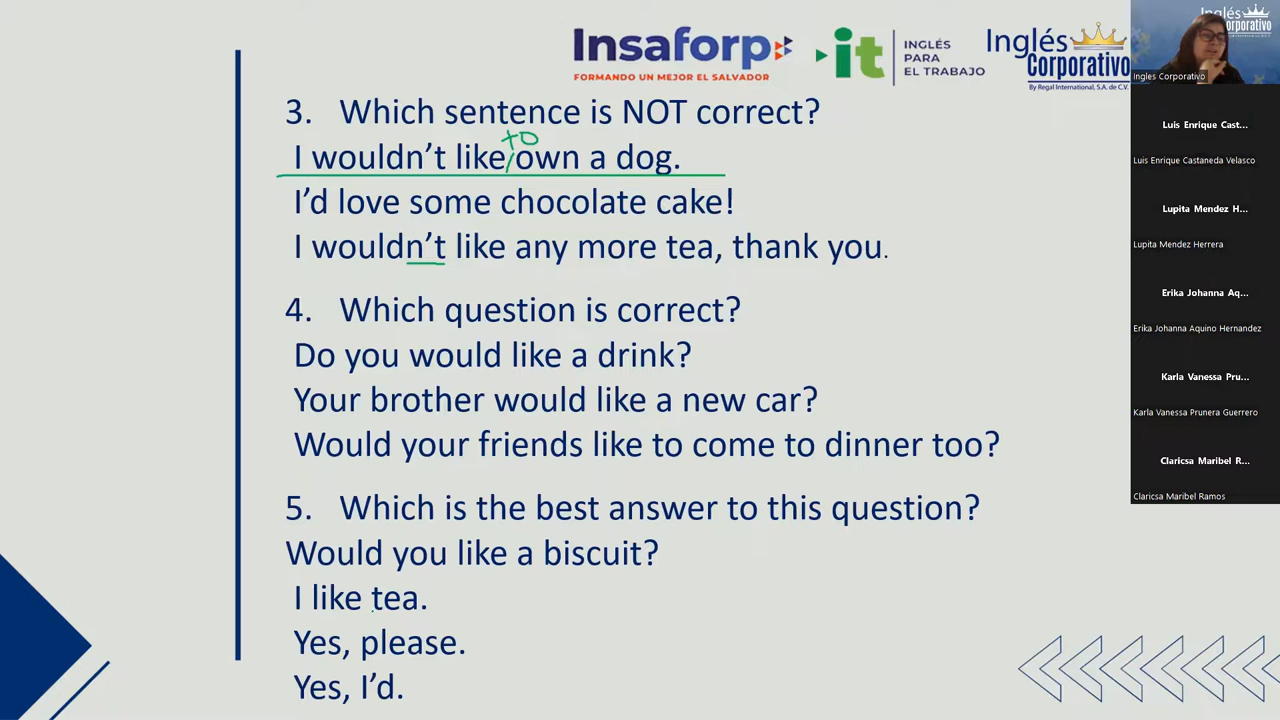 Insaforp
FORMANDO UN MEJOR EL SALVADOR
it
INGLÉS
PARA
EL TRABAJO
Inglés
Corporativo
By Regal International, S.A. de C.V.
Inglés
Corporativo
Ingles Corporativo
3. Which sentence is NOT correct?
to
I wouldn't like/own a dog.
I'd love some chocolate cake!
I wouldn't like any more tea, thank you.
4. Which question is correct?
Do you would like a drink?
Your brother would like a new car?
Would your friends like to come to dinner too?
5. Which is the best answer to this question?
Would you like a biscuit?
I like tea.
Yes, please.
Yes, I'd.
Luis Enrique Cast...
Luis Enrique Castaneda Velasco
Lupita Mendez H...
Lupita Mendez Herrera
Erika Johanna Aq...
Erika Johanna Aquino Hernandez
Karla Vanessa Pru...
Karla Vanessa Prunera Guerrero
Claricsa Maribel R...
Claricsa Maribel Ramos